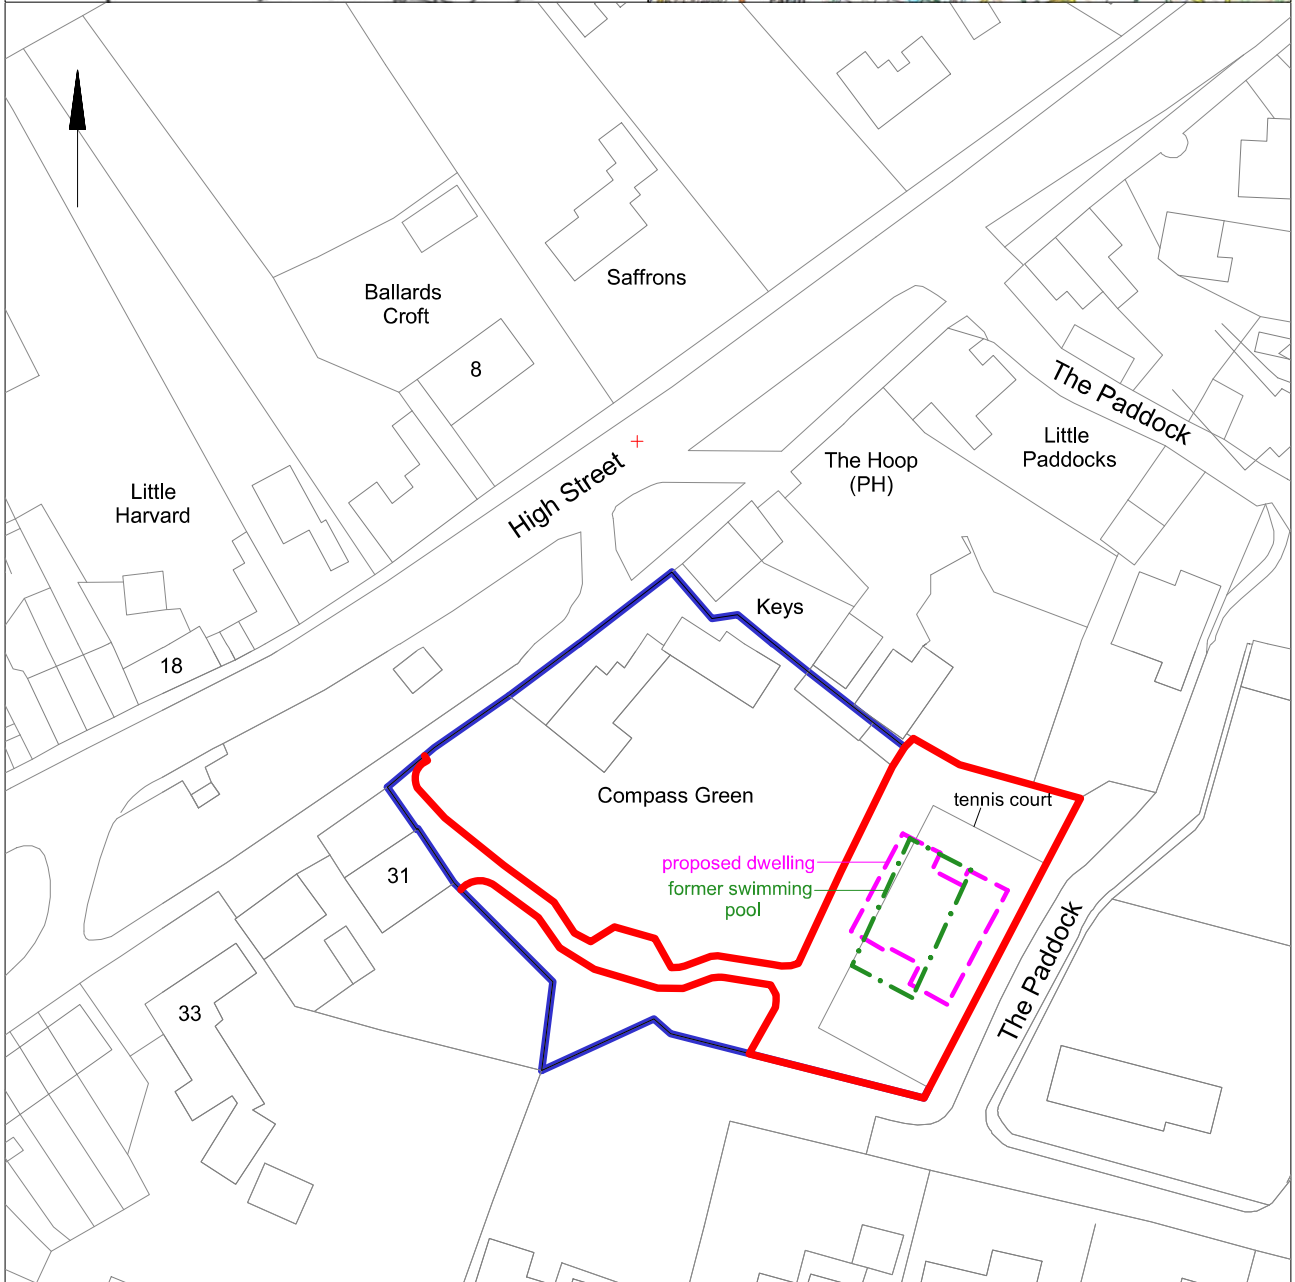 Saffrons
Ballards
Croft
8
The Paddock
Little
Paddocks
The Hoop
(PH)
High Street
Little
Harvard
Keys
18
Compass Green
tennis court
proposed dwelling
former swimming
pool
31
The Paddock
33